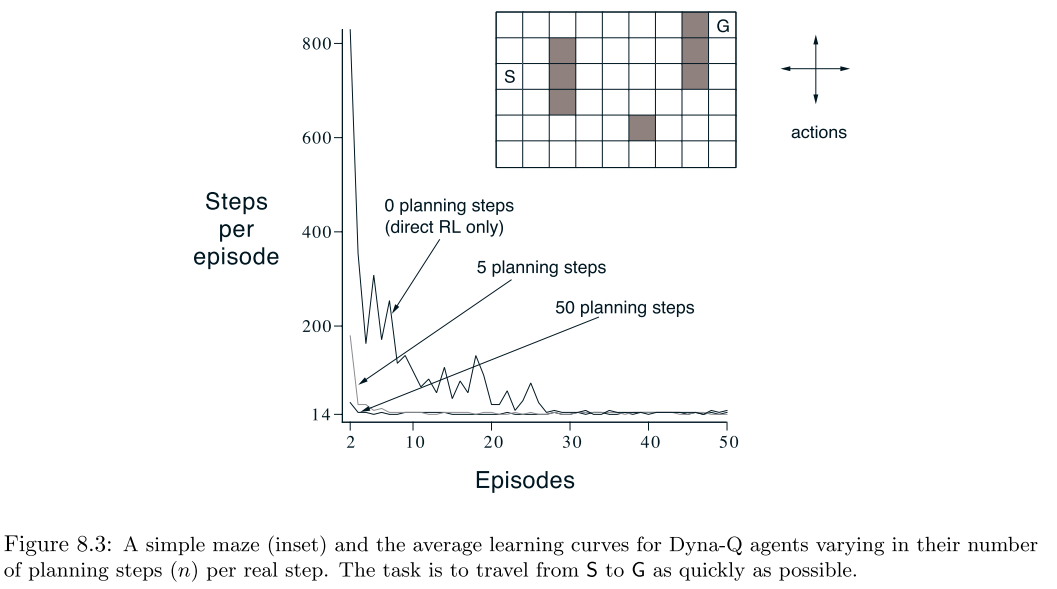 G
S
actions
800
600
400
200
14
Steps
per
episode
0 planning steps
(direct RL only)
5 planning steps
50 planning steps
2 10 20 30 40 50
Episodes
Figure 8.3: A simple maze (inset) and the average learning curves for Dyna-Q agents varying in their number
of planning steps (n) per real step. The task is to travel from S to G as quickly as possible.